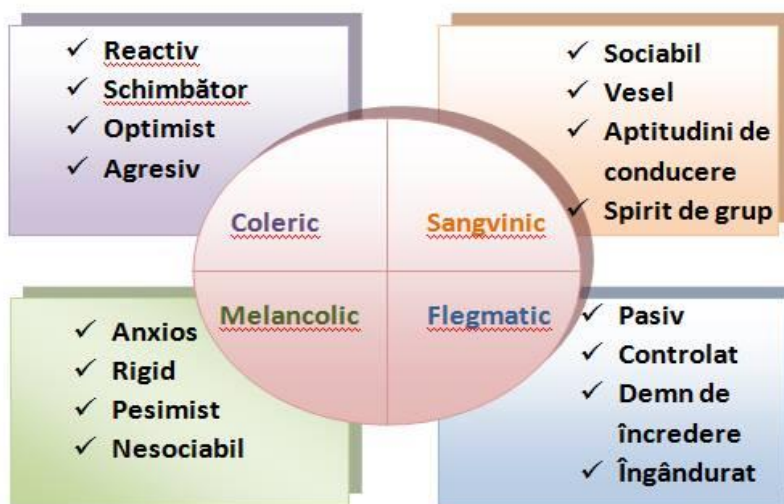 ✓ Reactiv
✓ Schimbător
✓ Optimist
✓ Agresiv
✓ Sociabil
✓ Vesel
✓ Aptitudini de
conducere
✓ Spirit de grup
Coleric
Sangvinic
Melancolic
Flegmatic
✓ Anxios
✓ Rigid
✓ Pesimist
✓ Nesociabil
✓ Pasiv
✓ Controlat
✓ Demn de
încredere
✓ Îngândurat